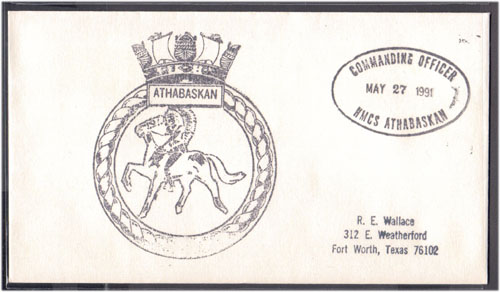 ATHABASKAN
COMMANDING OFFICER
MAY 27 1991
HMCS ATHABASKAN
R. E. Wallace
312 E. Weatherford
Fort Worth, Texas 76102